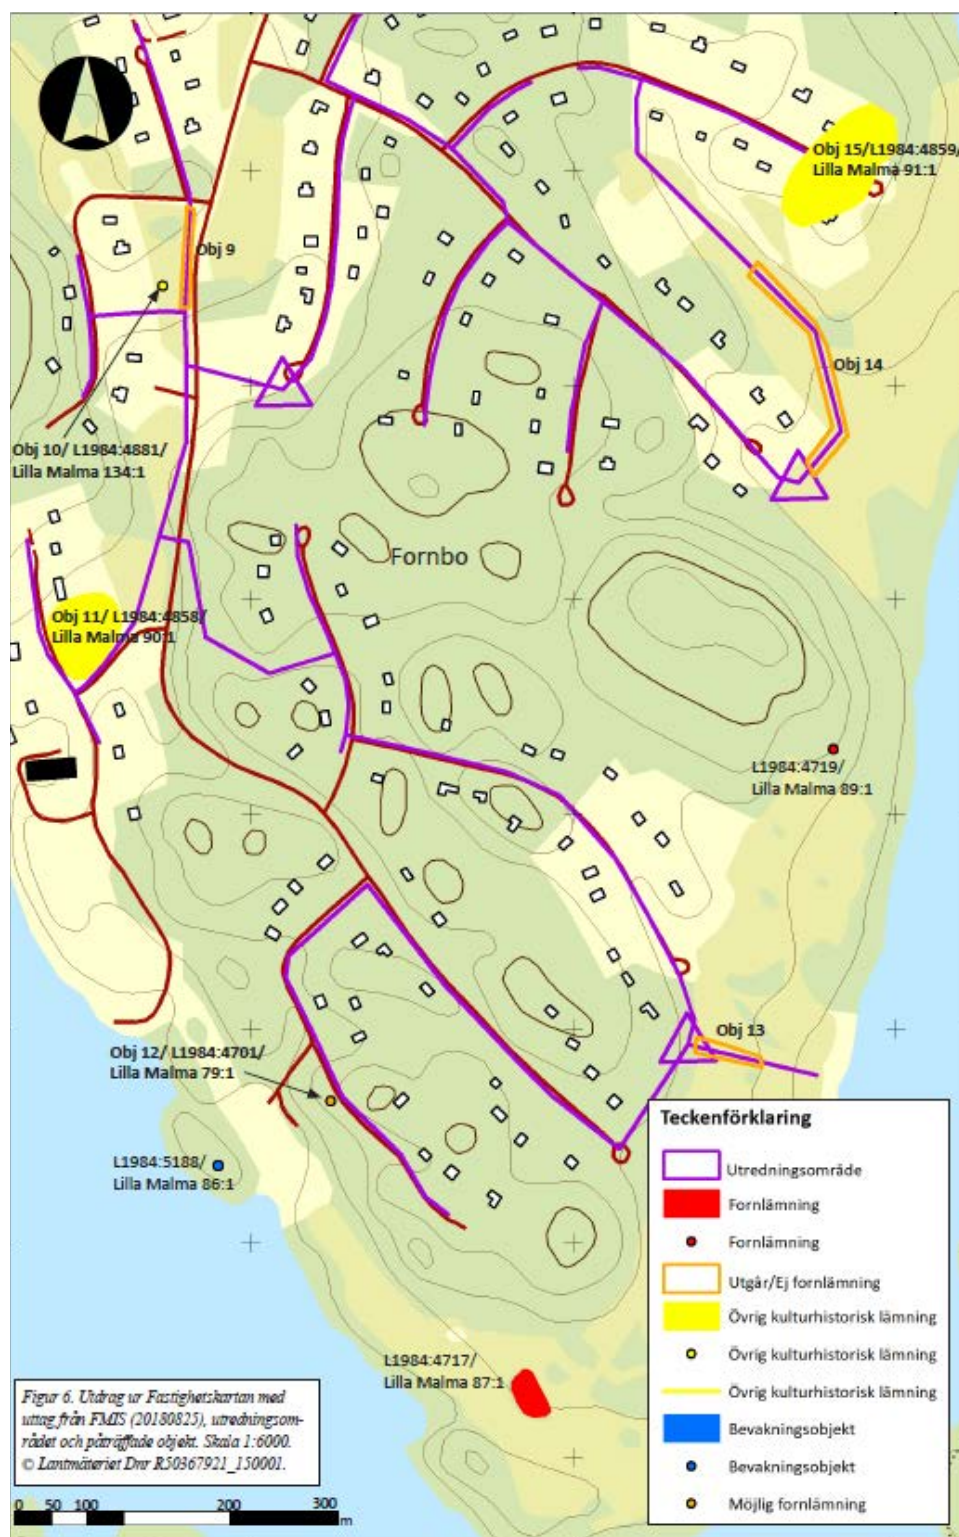 Obj 15/L1984:4859/
Lilla Malma 91:1
Obj 9
Obj 14
Obj 10/ L1984:4881/
Lilla Malma 134:1
Fornbo
Obj 11/ L1984:4858/
Lilla Malma 90:1
L1984:4719/
Lilla Malma 89:1
Obj 13
Obj 12/ L1984:4701/
Lilla Malma 79:1
L1984:5188/
Lilla Malma 86:1
L1984:4717/
Lilla Malma 87:1
Teckenförklaring
Utredningsområde
Fornlämning
Fornlämning
Utgår/Ej fornlämning
Övrig kulturhistorisk lämning
Övrig kulturhistorisk lämning
Övrig kulturhistorisk lämning
Bevakningsobjekt
Bevakningsobjekt
Möjlig fornlämning
Figur 6. Utdrag ur Fastighetskartan med
uttag från FMIS (20180825), utredningsom-
rådet och påträffade objekt. Skala 1:6000.
© Lantmäteriet Dnr R50367921_150001.
0 50 100 200 300
m